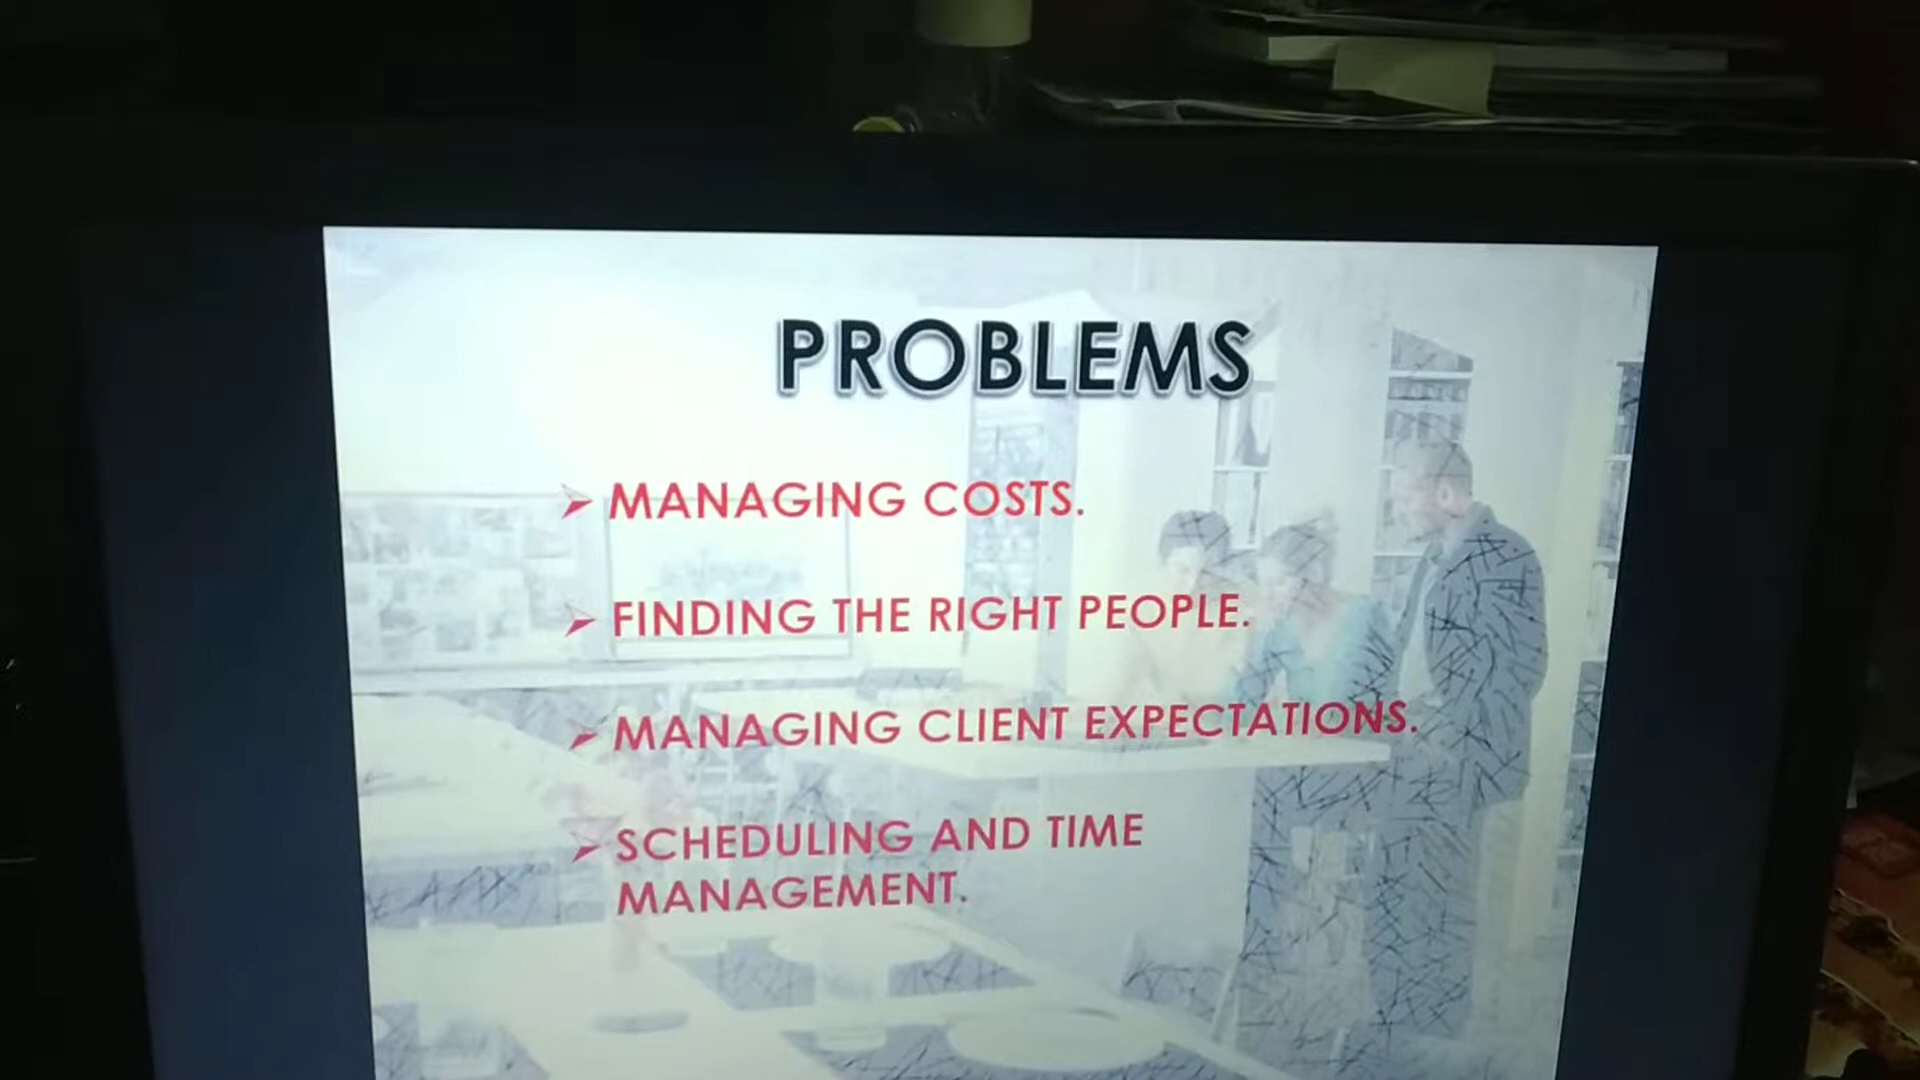 PROBLEMS
MANAGING COSTS.
FINDING THE RIGHT PEOPLE.
MANAGING CLIENT EXPECTATIONS.
SCHEDULING AND TIME
MANAGEMENT.